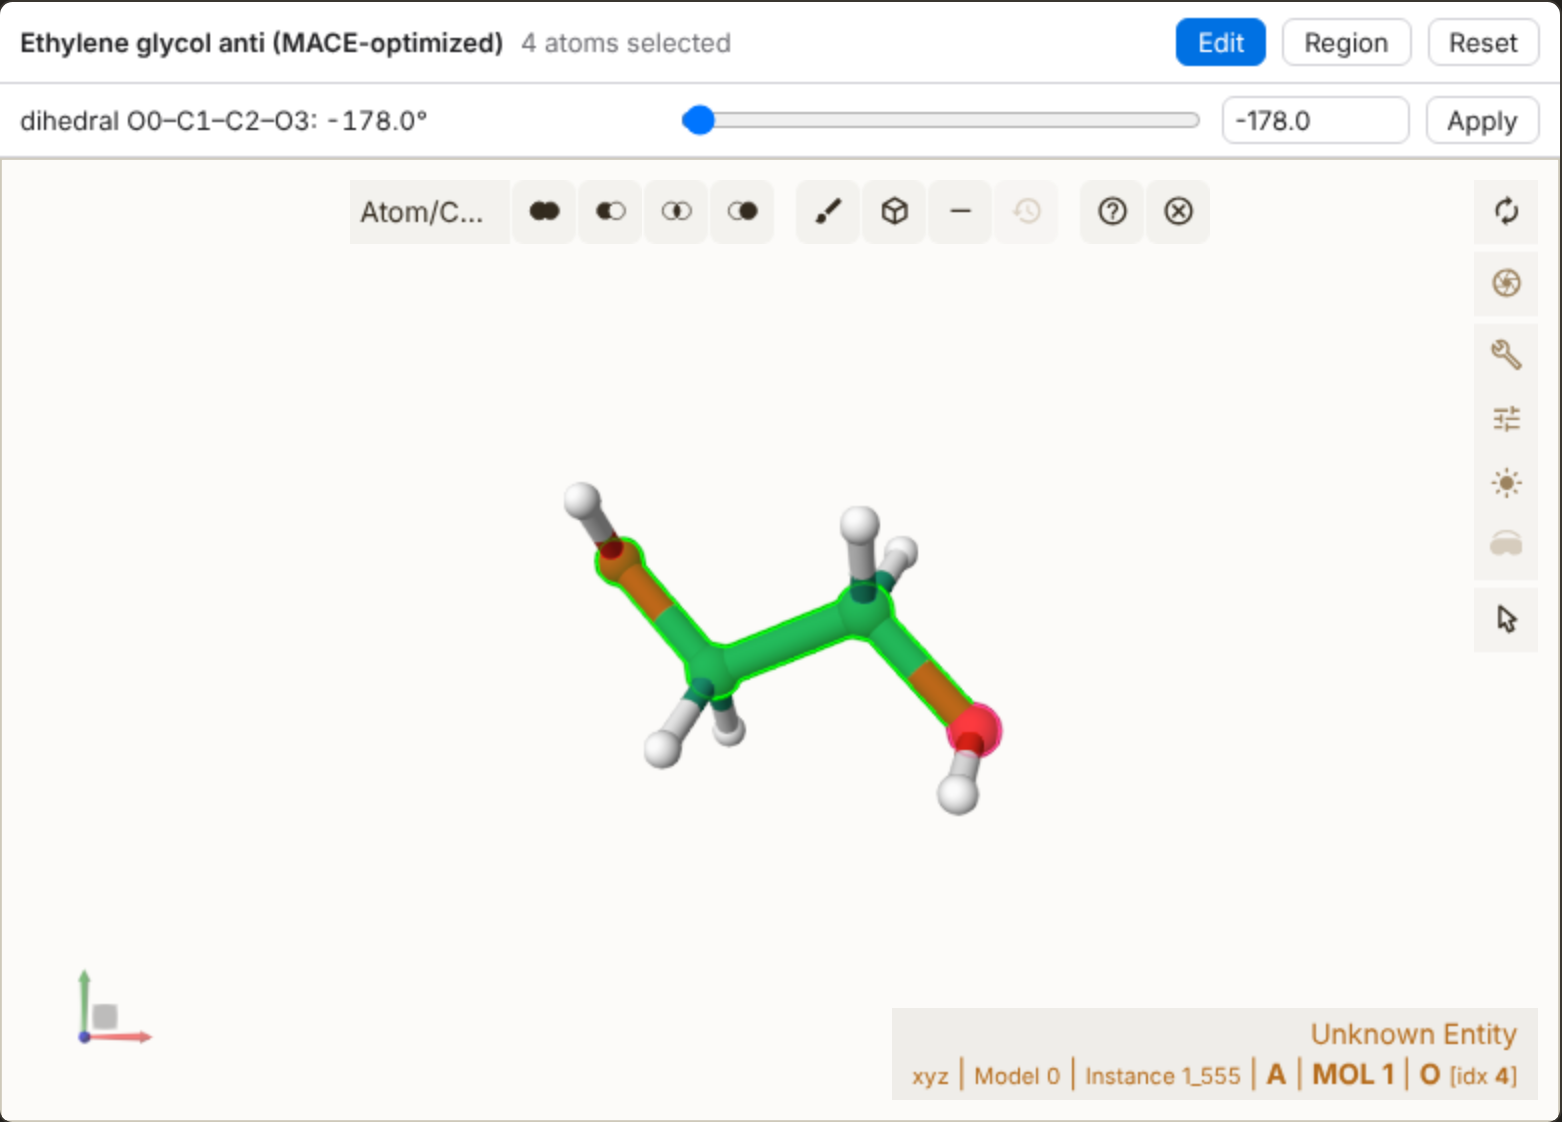 Ethylene glycol anti (MACE-optimized) 4 atoms selected Edit Region Reset
dihedral O0–C1–C2–O3: -178.0° -178.0 Apply
Atom/C...
Unknown Entity
xyz | Model 0 | Instance 1_555 | A | MOL 1 | O [idx 4]